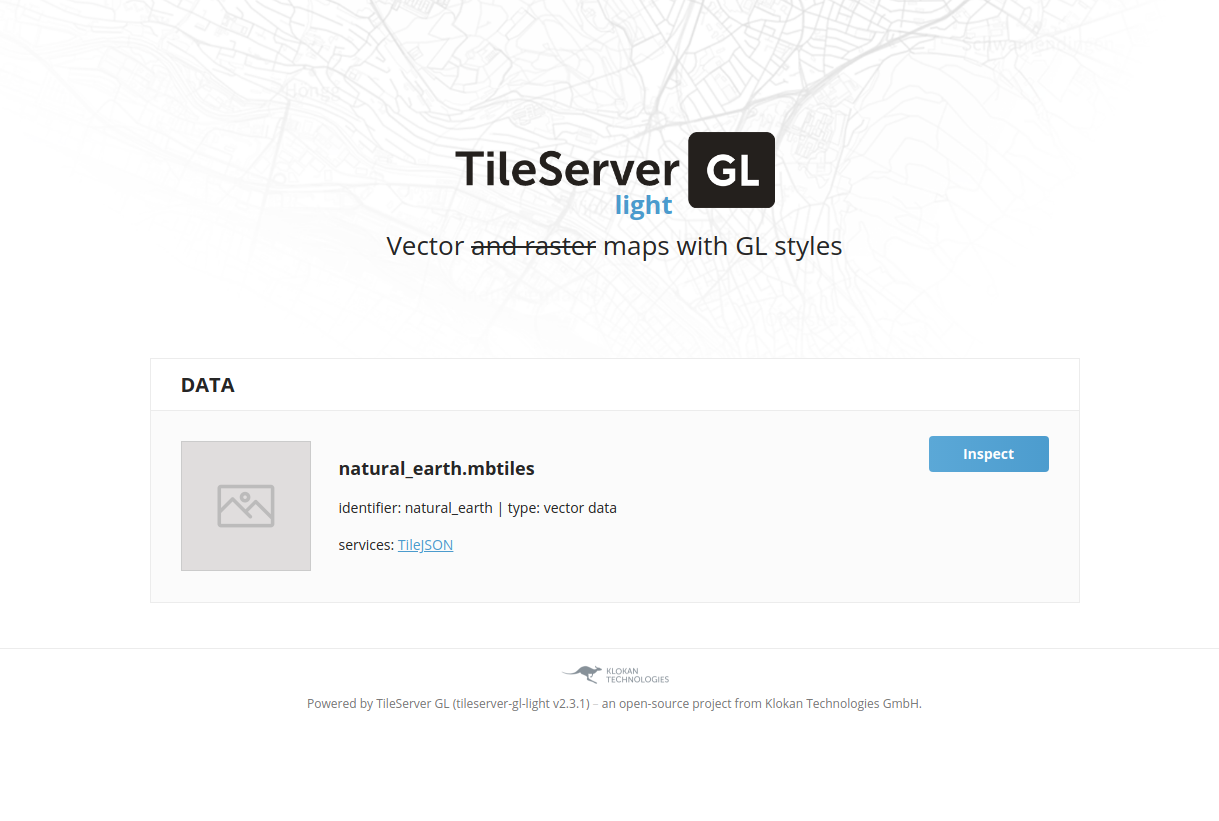 TileServer GL
light
Vector and raster maps with GL styles
DATA
natural_earth.mbtiles
Inspect
identifier: natural_earth | type: vector data
services: TileJSON
KLOKAN
TECHNOLOGIES
Powered by TileServer GL (tileserver-gl-light v2.3.1) – an open-source project from Klokan Technologies GmbH.